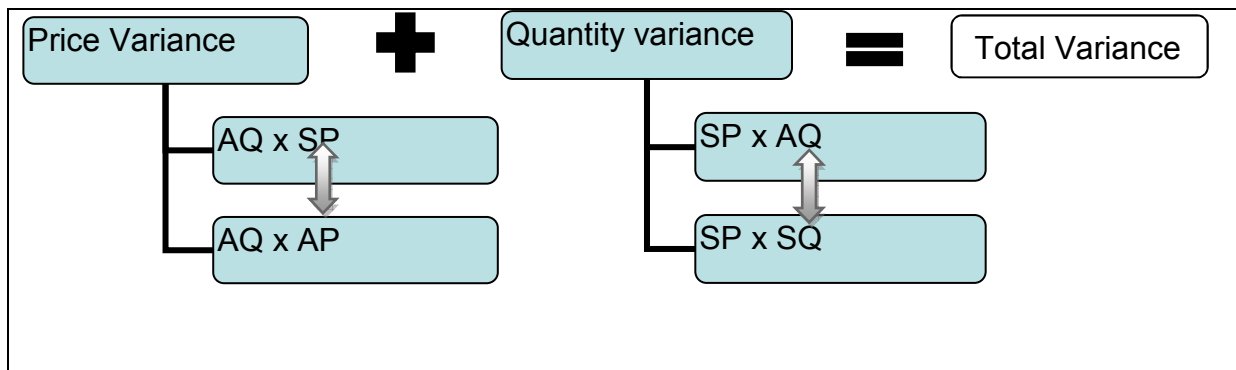 Price Variance
Quantity variance
Total Variance
AQ x SP
AQ x AP
SP x AQ
SP x SQ